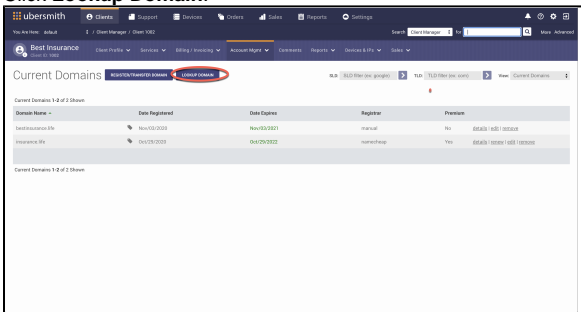 Click Lookup Domain.
ubersmith Clients Support Devices Orders Sales Reports Settings
You Are Here: default / Client Manager / Client 1002 Search Client Manager for More Advanced
Best Insurance Client Profile Services Billing / Invoicing Account Mgmt Comments Reports Devices & IPs Sales
Client ID: 1002
Current Domains REGISTER/TRANSFER DOMAIN LOOKUP DOMAIN SLD: SLD filter (ex: google) TLD: TLD filter (ex: com) View: Current Domains
Current Domains 1-2 of 2 Shown
Domain Name Date Registered Date Expires Registrar Premium
bestinsurance.life Nov/03/2020 Nov/03/2021 manual No details | edit | remove
insurance.life Oct/29/2020 Oct/29/2022 namecheap Yes details | renew | edit | remove
Current Domains 1-2 of 2 Shown